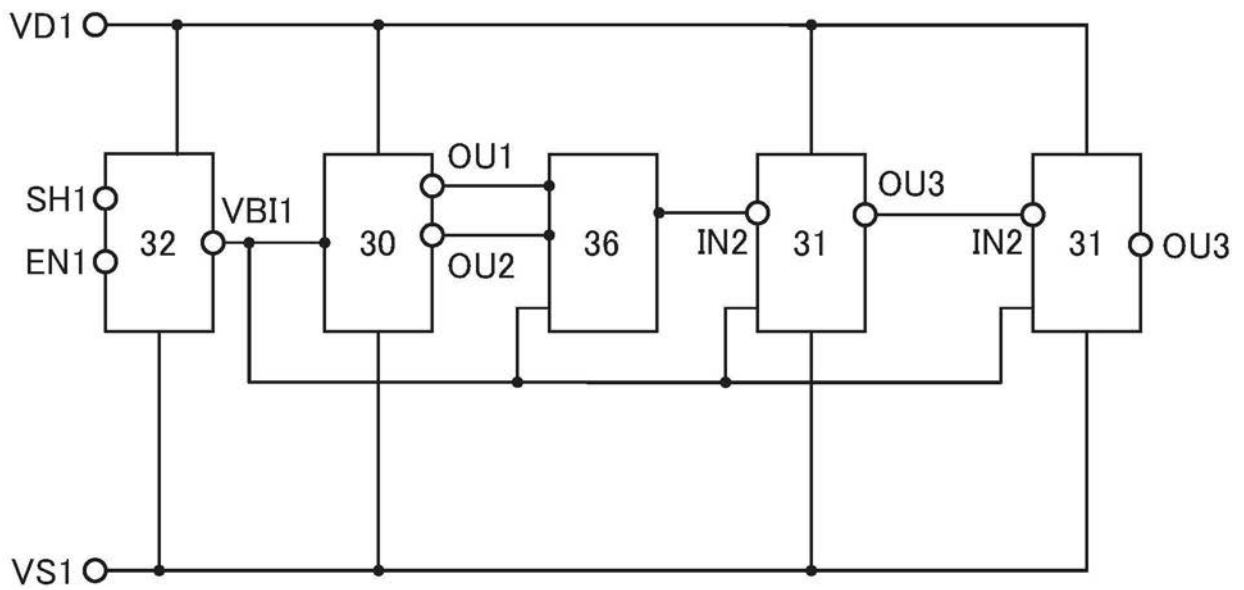 VD1
OU1
SH1 VBI1 OU3
32 30 36 IN2 31 IN2 31 OU3
EN1 OU2
VS1